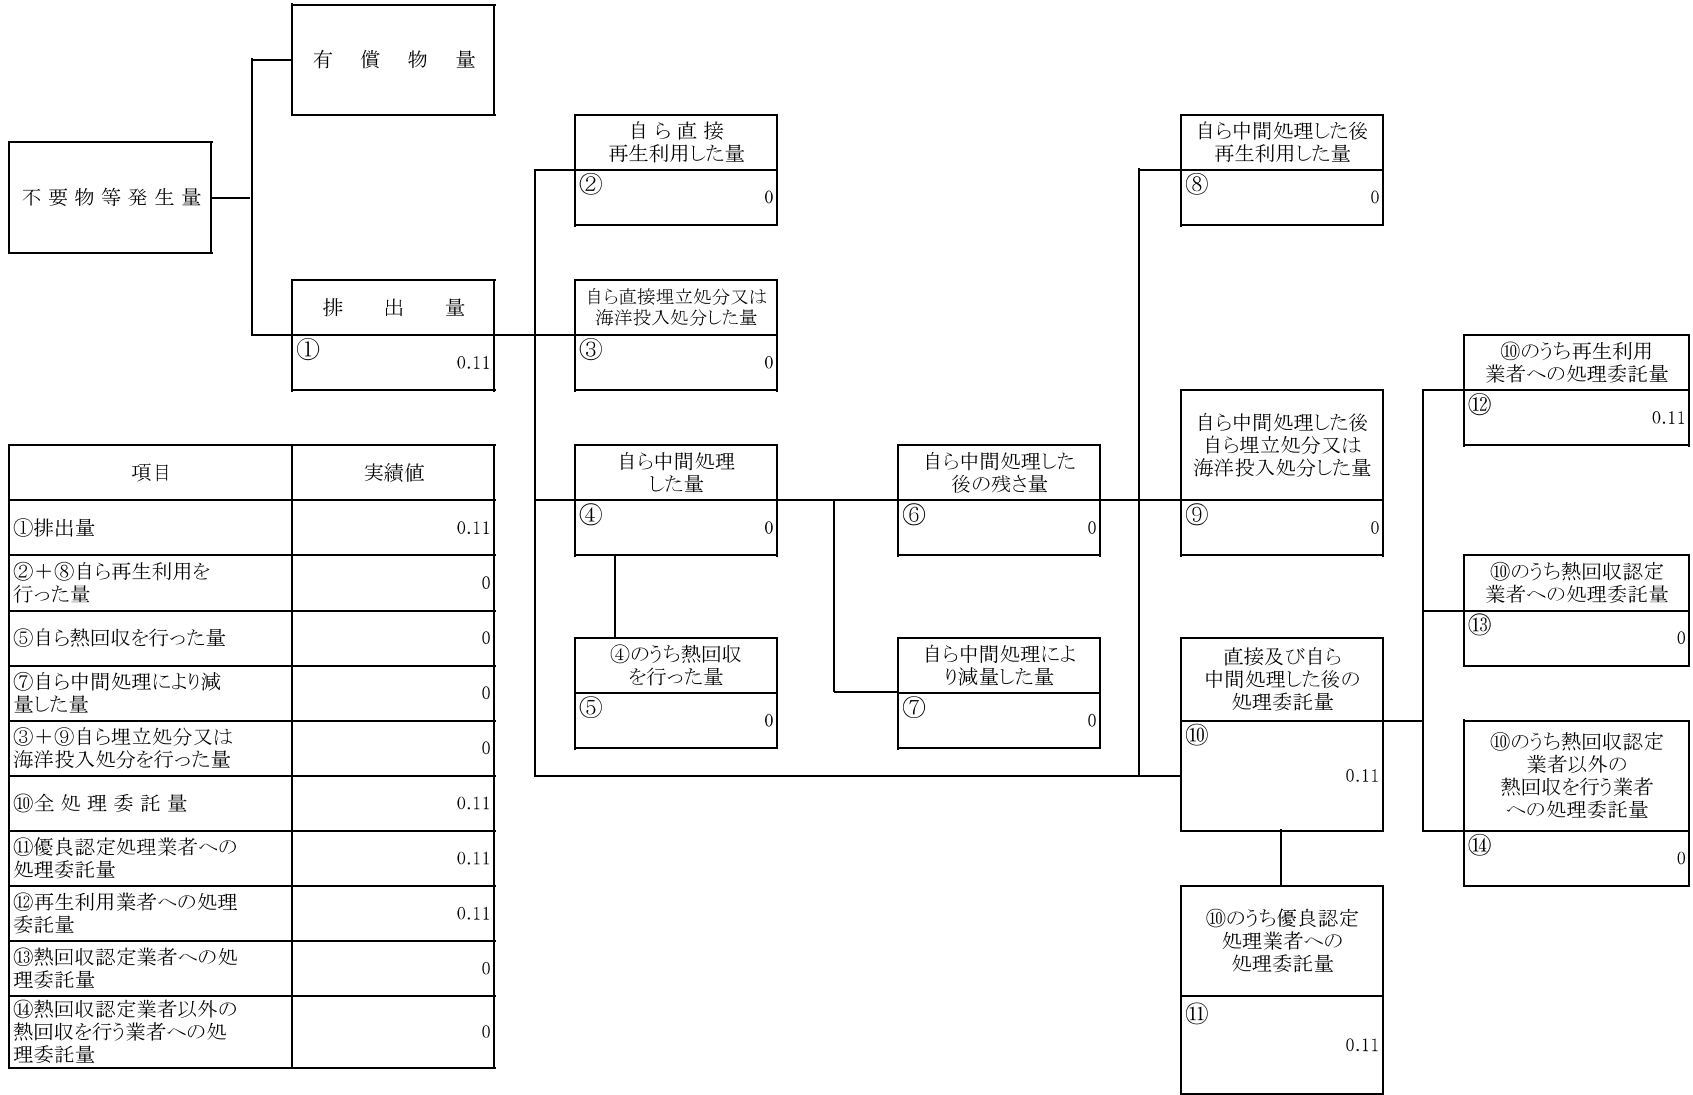 有償物量
不要物等発生量
排出量
①
0.11
自ら直接
再生利用した量
②
0
自ら直接埋立処分又は
海洋投入処分した量
③
0
自ら中間処理
した量
④
0
④のうち熱回収
を行った量
⑤
0
自ら中間処理した
後の残さ量
⑥
0
自ら中間処理によ
り減量した量
⑦
0
自ら中間処理した後
再生利用した量
⑧
0
自ら中間処理した後
自ら埋立処分又は
海洋投入処分した量
⑨
0
直接及び自ら
中間処理した後の
処理委託量
⑩
0.11
⑩のうち優良認定
処理業者への
処理委託量
⑪
0.11
⑩のうち再生利用
業者への処理委託量
⑫
0.11
⑩のうち熱回収認定
業者への処理委託量
⑬
0
⑩のうち熱回収認定
業者以外の
熱回収を行う業者
への処理委託量
⑭
0
項目 実績値
①排出量 0.11
②＋⑧自ら再生利用を
行った量
0
⑤自ら熱回収を行った量 0
⑦自ら中間処理により減
量した量
0
③＋⑨自ら埋立処分又は
海洋投入処分を行った量
0
⑩全処理委託量 0.11
⑪優良認定処理業者への
処理委託量
0.11
⑫再生利用業者への処理
委託量
0.11
⑬熱回収認定業者への処
理委託量
0
⑭熱回収認定業者以外の
熱回収を行う業者への処
理委託量
0